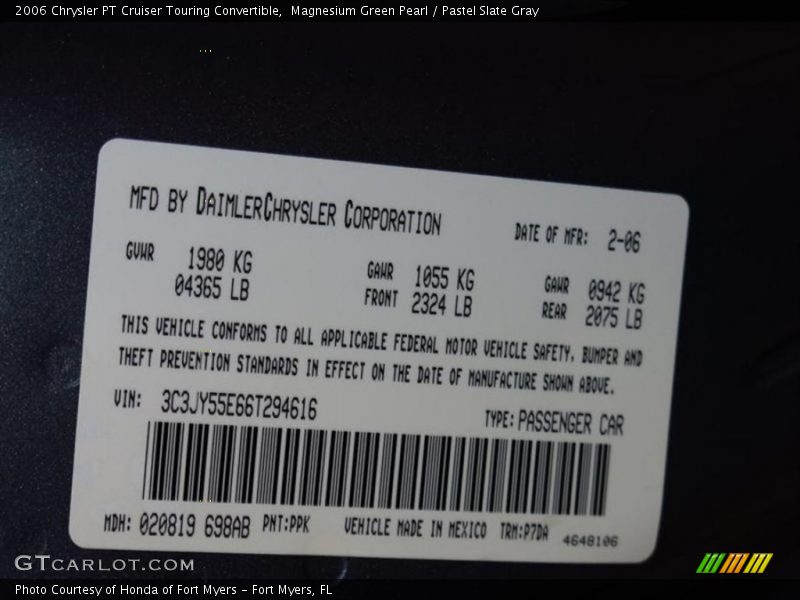 2006 Chrysler PT Cruiser Touring Convertible,  Magnesium Green Pearl / Pastel Slate Gray
MFD BY DAIMLERCHRYSLER CORPORATION
DATE OF MFR: 2-06
GVWR 1980 KG
04365 LB
GAWR 1055 KG
FRONT 2324 LB
GAWR 0942 KG
REAR 2075 LB
THIS VEHICLE CONFORMS TO ALL APPLICABLE FEDERAL MOTOR VEHICLE SAFETY, BUMPER AND
THEFT PREVENTION STANDARDS IN EFFECT ON THE DATE OF MANUFACTURE SHOWN ABOVE.
VIN: 3C3JY55E66T294616
TYPE: PASSENGER CAR
MDH: 020819 698AB PNT:PPK VEHICLE MADE IN MEXICO TRM:P7DA 4648106
GTCARLOT.COM
Photo Courtesy of Honda of Fort Myers - Fort Myers, FL